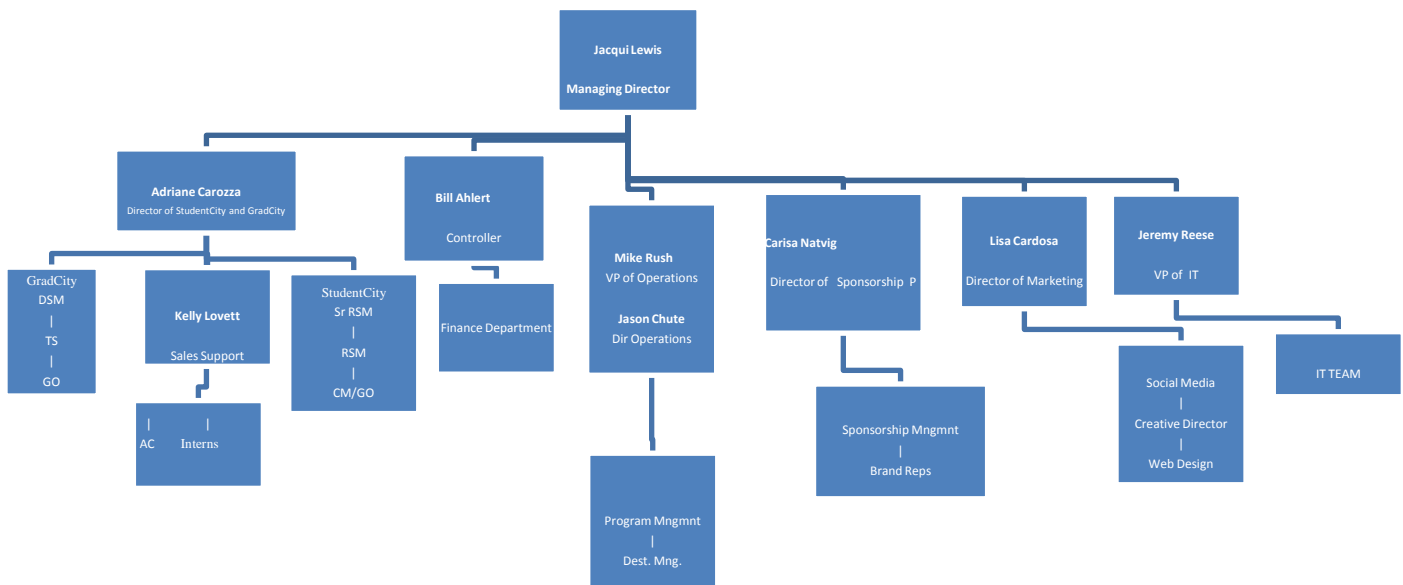 Jacqui Lewis
Managing Director
Adriane Carozza
Director of StudentCity and GradCity
Bill Ahlert
Controller
Mike Rush
VP of Operations
Jason Chute
Dir Operations
Carisa Natvig
Director of Sponsorship P
Lisa Cardosa
Director of Marketing
Jeremy Reese
VP of IT
GradCity
DSM
|
TS
|
GO
Kelly Lovett
Sales Support
StudentCity
Sr RSM
|
RSM
|
CM/GO
Finance Department
| |
AC Interns
Program Mngmnt
|
Dest. Mng.
Sponsorship Mngmnt
|
Brand Reps
Social Media
|
Creative Director
|
Web Design
IT TEAM